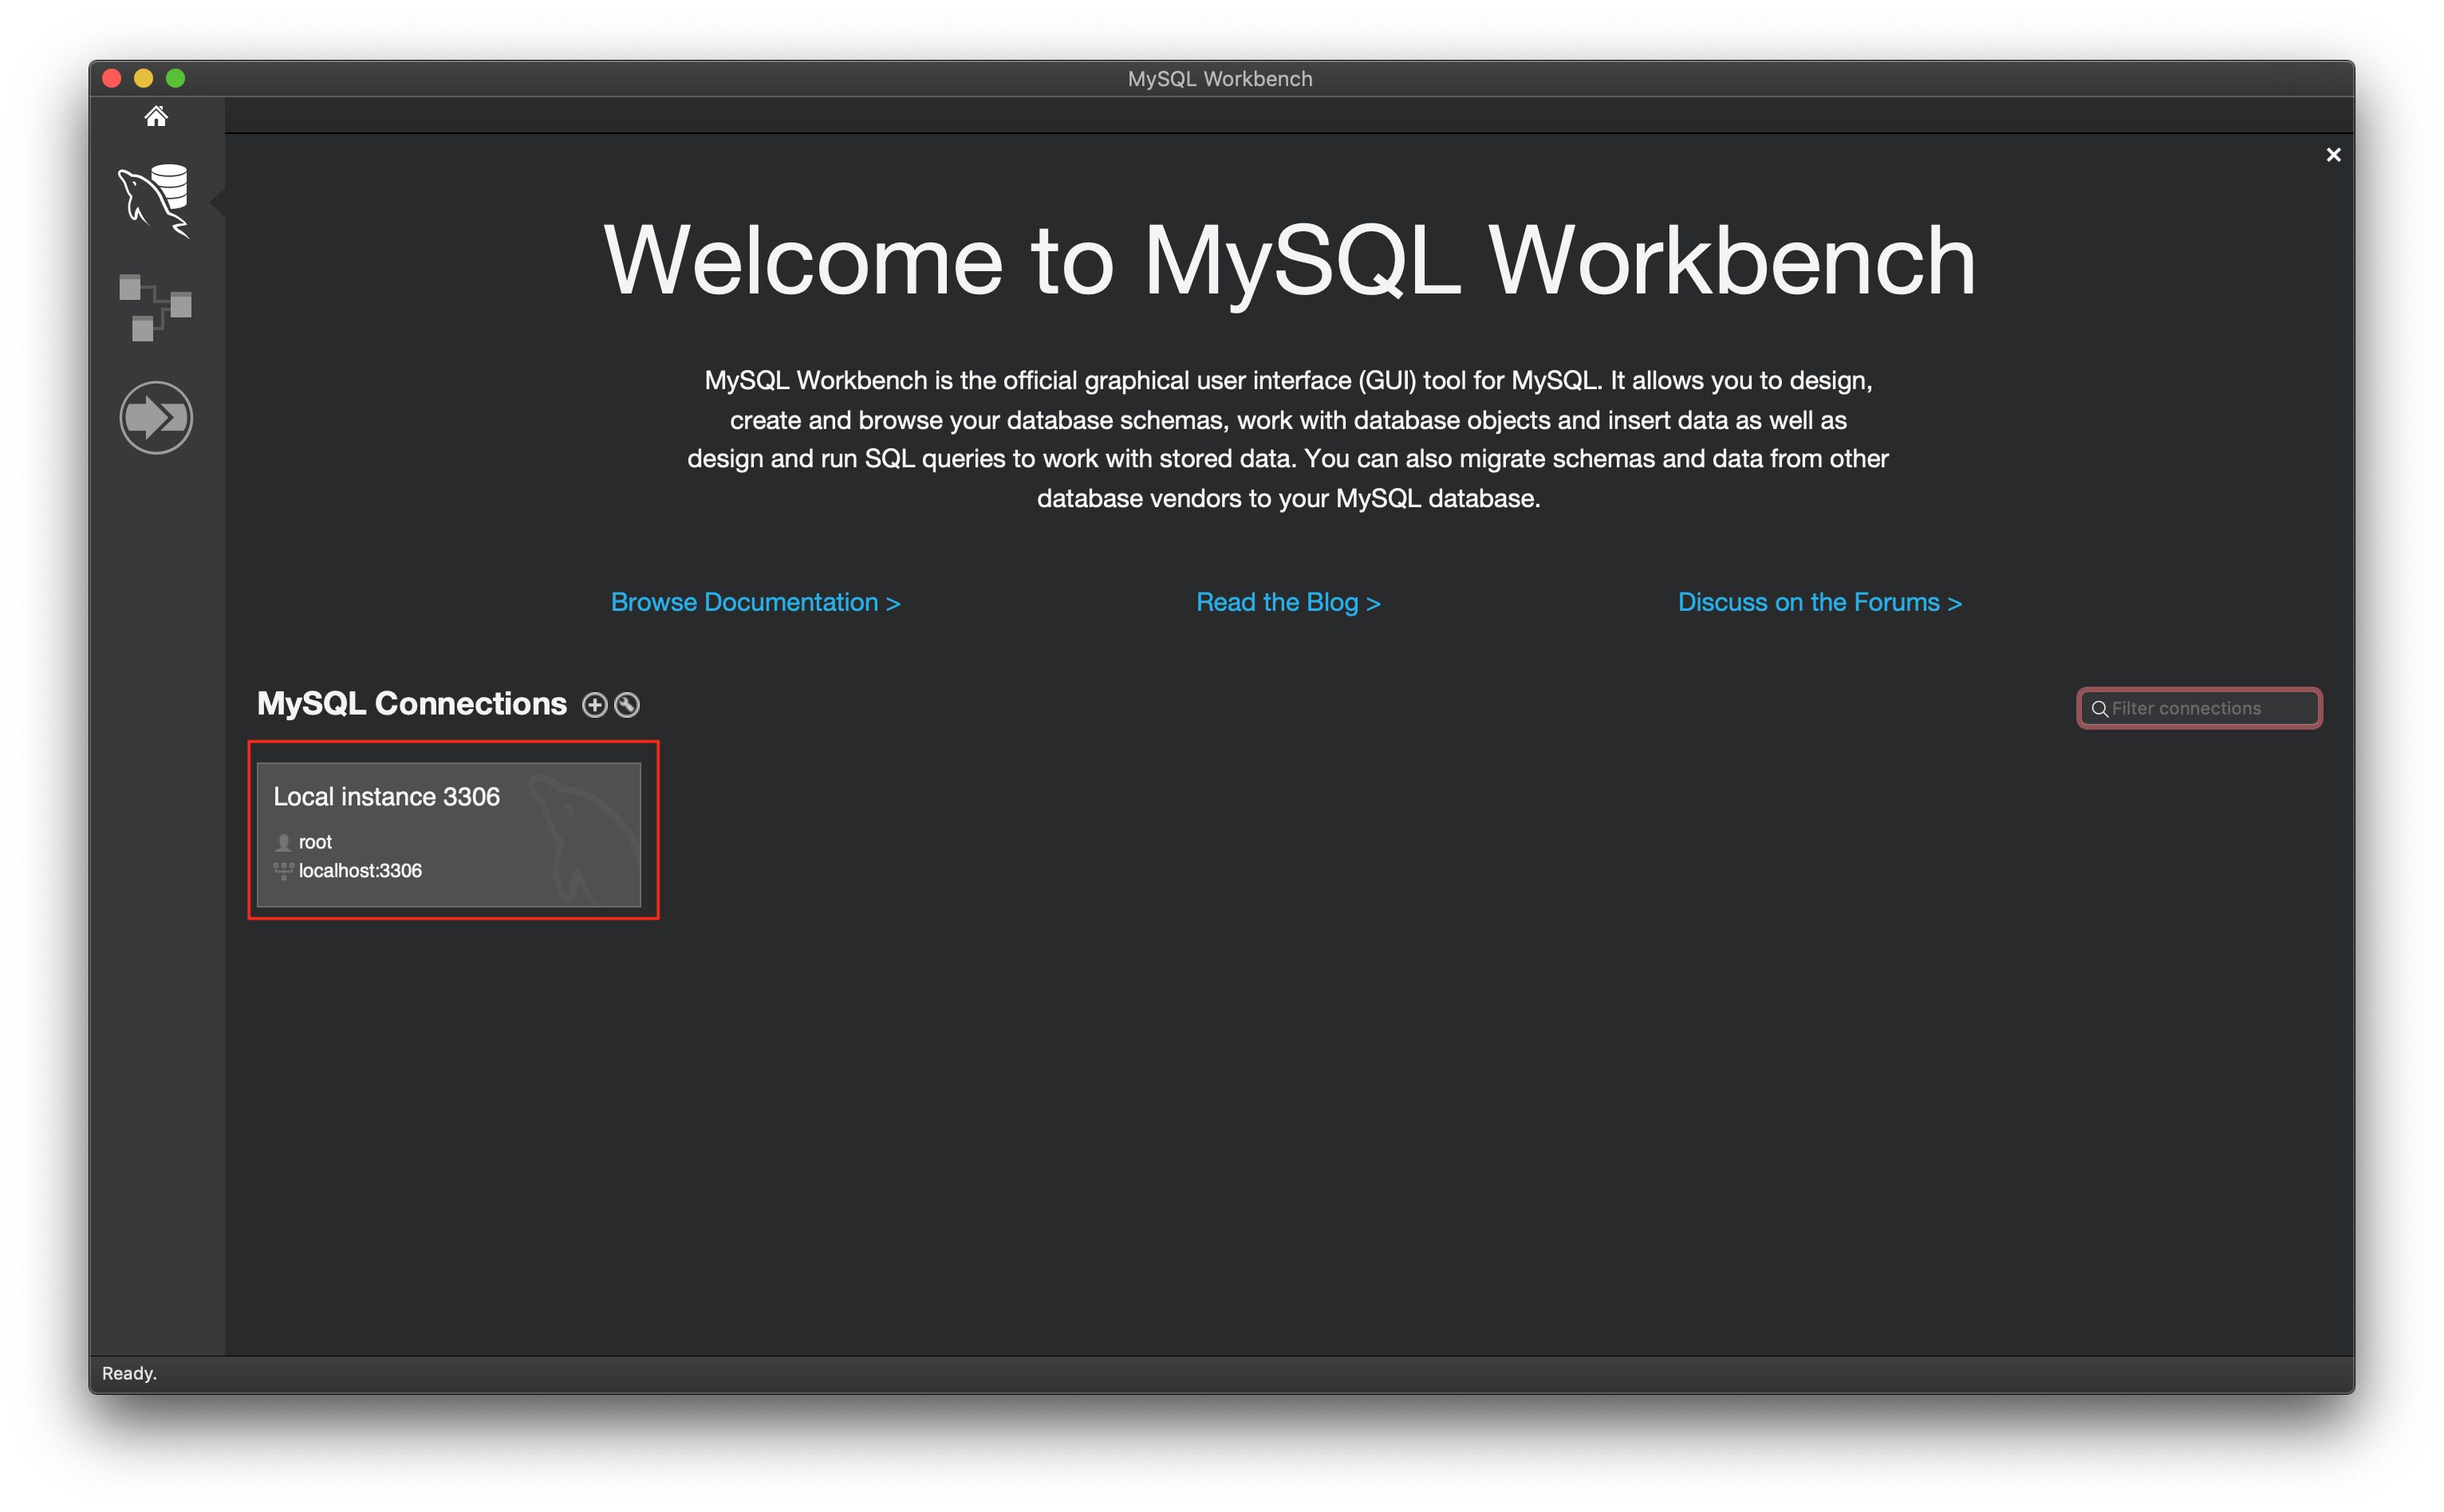 MySQL Workbench
Welcome to MySQL Workbench
MySQL Workbench is the official graphical user interface (GUI) tool for MySQL. It allows you to design,
create and browse your database schemas, work with database objects and insert data as well as
design and run SQL queries to work with stored data. You can also migrate schemas and data from other
database vendors to your MySQL database.
Browse Documentation >
Read the Blog >
Discuss on the Forums >
MySQL Connections
Filter connections
Local instance 3306
root
localhost:3306
Ready.